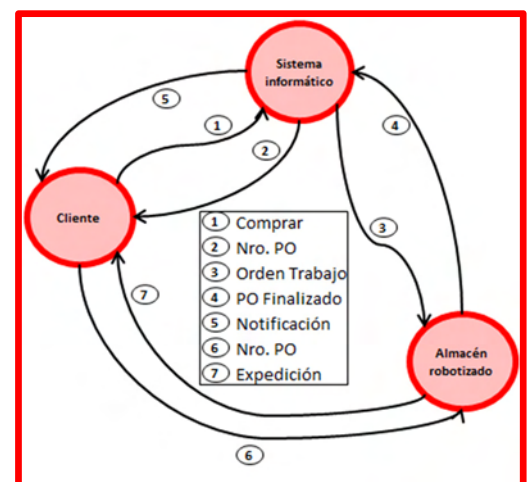 Sistema
informático
5
1
4
2
Cliente
1 Comprar
2 Nro. PO
3 Orden Trabajo
4 PO Finalizado
5 Notificación
6 Nro. PO
7 Expedición
3
7
Almacén
robotizado
6